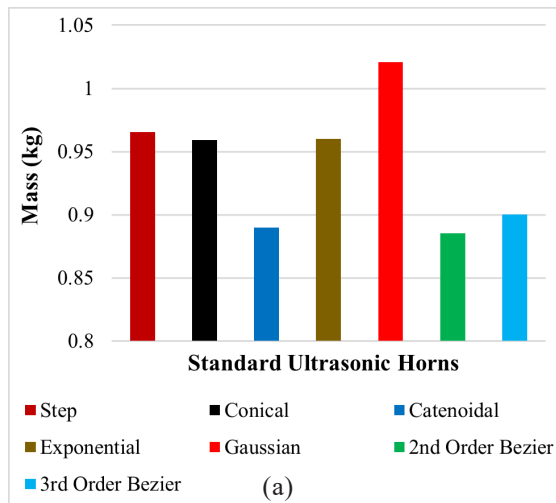 1.05
1
0.95
0.9
0.85
0.8
Mass (kg)
Standard Ultrasonic Horns
Step
Conical
Catenoidal
Exponential
Gaussian
2nd Order Bezier
3rd Order Bezier
(a)